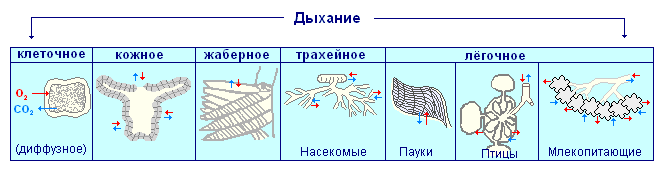 Дыхание
клеточное кожное жаберное трахейное лёгочное
O2
CO2
(диффузное) Насекомые Пауки Птицы Млекопитающие